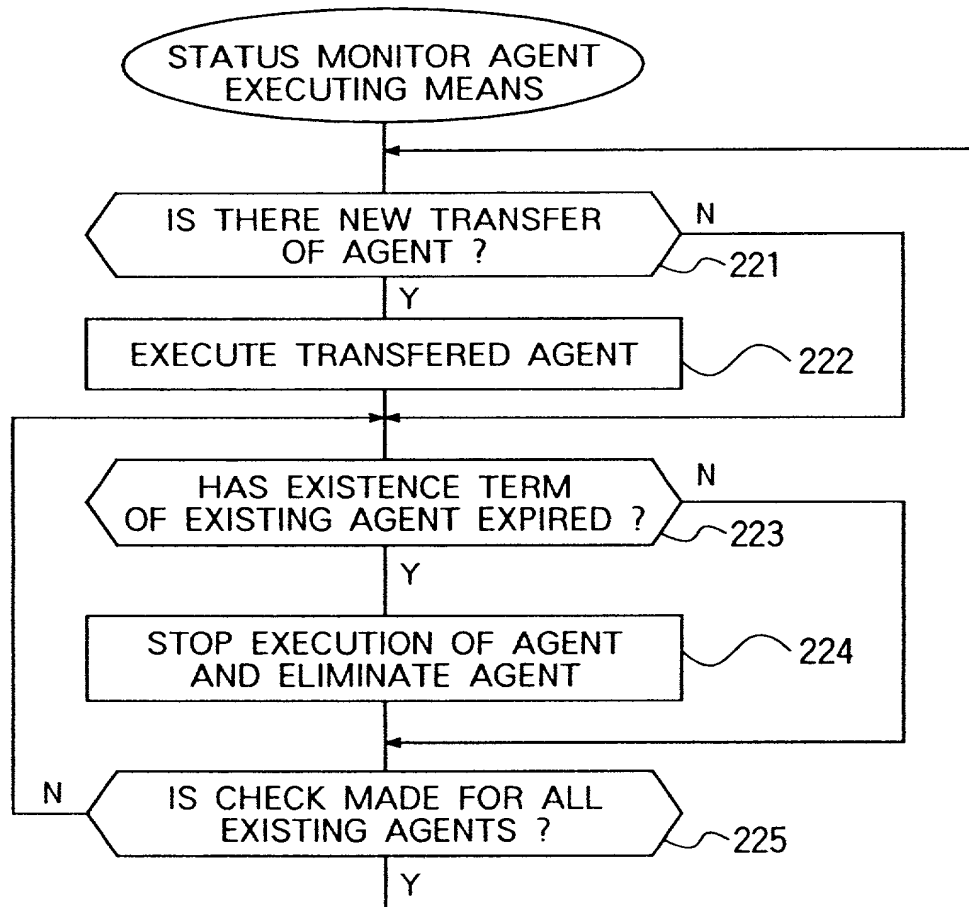 STATUS MONITOR AGENT
EXECUTING MEANS
IS THERE NEW TRANSFER
OF AGENT ?
N
221
Y
EXECUTE TRANSFERED AGENT
222
HAS EXISTENCE TERM
OF EXISTING AGENT EXPIRED ?
N
223
Y
STOP EXECUTION OF AGENT
AND ELIMINATE AGENT
224
N
IS CHECK MADE FOR ALL
EXISTING AGENTS ?
225
Y